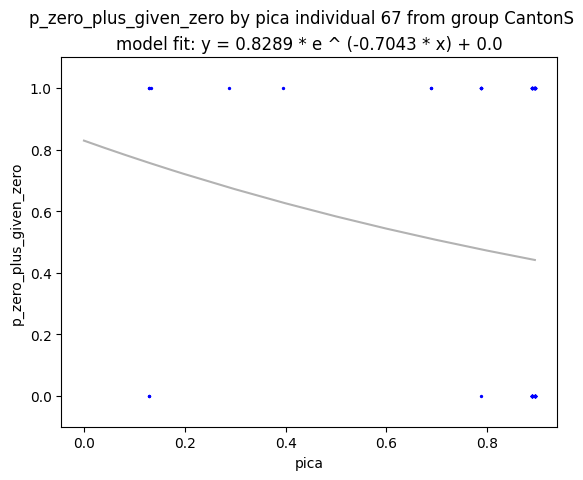 p_zero_plus_given_zero by pica individual 67 from group CantonS
model fit: y = 0.8289 * e ^ (-0.7043 * x) + 0.0
1.0
0.8
0.6
0.4
0.2
0.0
p_zero_plus_given_zero
0.0 0.2 0.4 0.6 0.8
pica